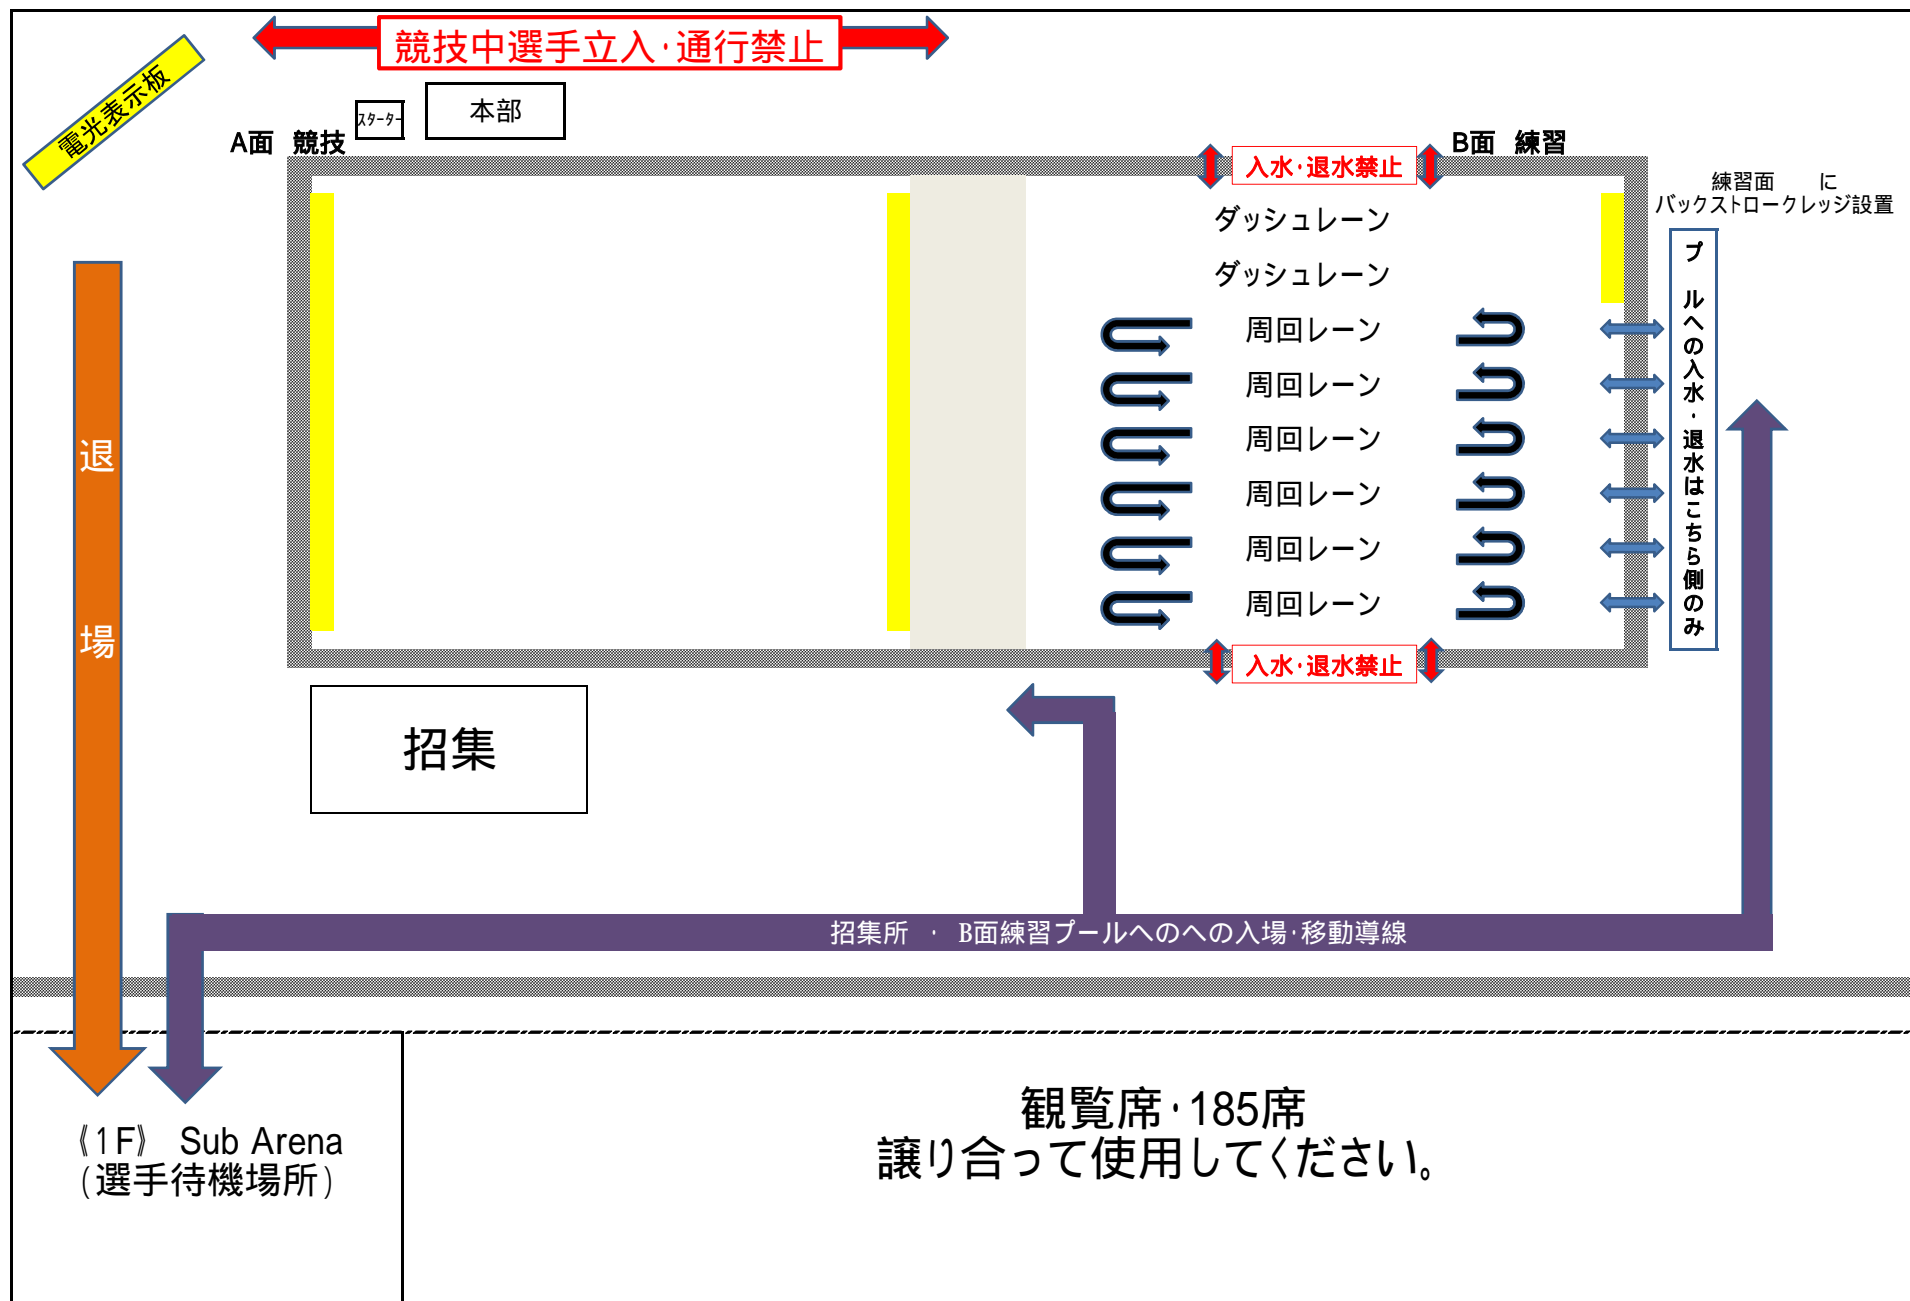 競技中選手立入・通行禁止
電光表示板
スターター
本部
A面 競技
B面 練習
入水・退水禁止
練習面 に
バックストロークレッジ設置
ダッシュレーン
ダッシュレーン
周回レーン
周回レーン
周回レーン
周回レーン
周回レーン
周回レーン
プ ルへの入水・退水はこちら側のみ
退 場
入水・退水禁止
招集
招集所 ・ B面練習プールへのへの入場・移動導線
《1F》 Sub Arena
(選手待機場所)
観覧席・185席
譲り合って使用してください。